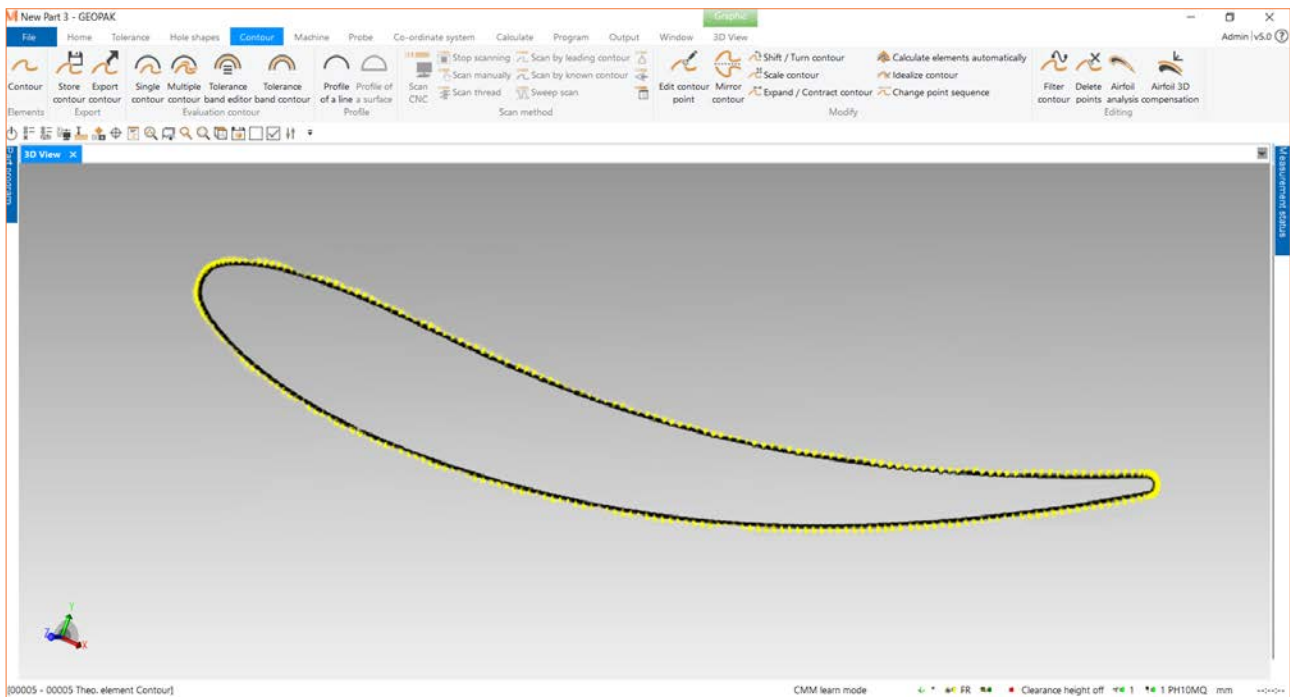 New Part 3 - GEOPAK
Graphic
File Home Tolerance Hole shapes Contour Machine Probe Co-ordinate system Calculate Program Output Window 3D View Admin v5.0
Stop scanning Scan by leading contour Shift / Turn contour Calculate elements automatically
Scan manually Scan by known contour Scale contour Idealize contour
Scan thread Sweep scan Expand / Contract contour Change point sequence
Contour Store Export Single Multiple Tolerance Tolerance Profile Profile of Scan Edit contour Mirror Filter Delete Airfoil Airfoil 3D
contour contour contour contour band editor band contour of a line a surface CNC point contour contour points analysis compensation
Elements Export Evaluation contour Profile Scan method Modify Editing
3D View
Part program
Measurement status
Y
Z
X
[00005 - 00005 Theo. element Contour] CMM learn mode FR Clearance height off 1 1 PH10MQ mm --:--:--